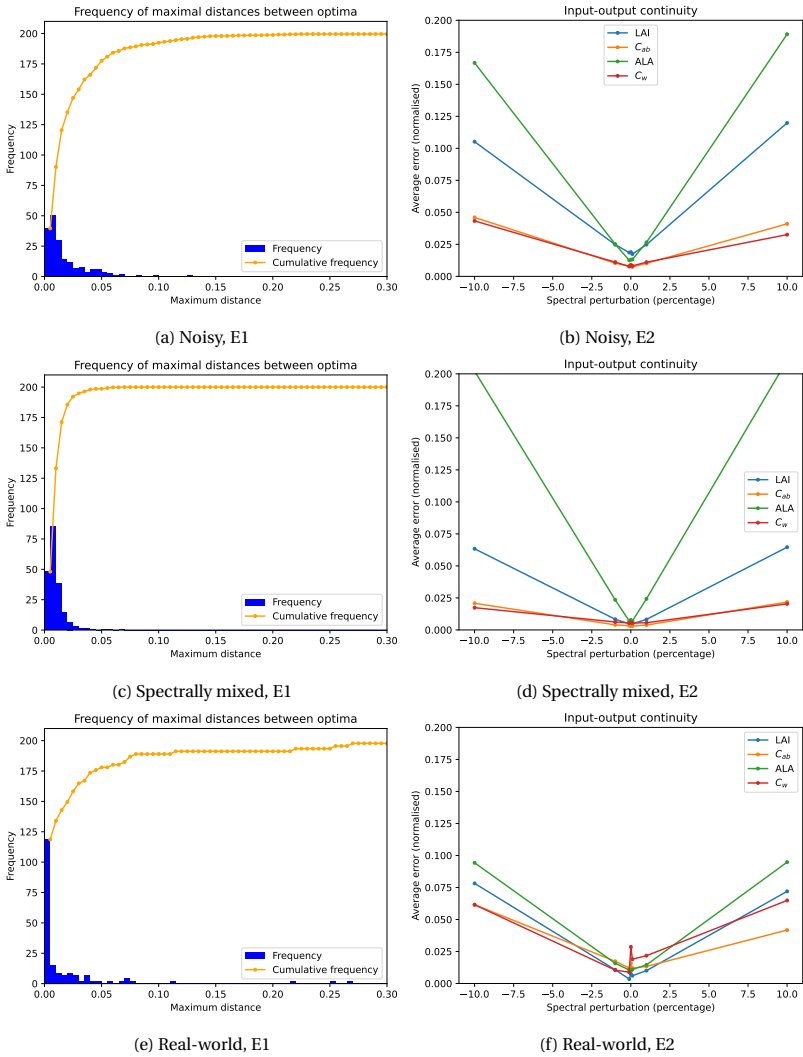 Frequency of maximal distances between optima
Frequency
200
175
150
125
100
75
50
25
0
Frequency
Cumulative frequency
0.00 0.05 0.10 0.15 0.20 0.25 0.30
Maximum distance
(a) Noisy, E1
Input-output continuity
Average error (normalised)
0.200
0.175
0.150
0.125
0.100
0.075
0.050
0.025
0.000
LAI
C_ab
ALA
C_w
−10.0 −7.5 −5.0 −2.5 0.0 2.5 5.0 7.5 10.0
Spectral perturbation (percentage)
(b) Noisy, E2
Frequency of maximal distances between optima
Frequency
200
175
150
125
100
75
50
25
0
Frequency
Cumulative frequency
0.00 0.05 0.10 0.15 0.20 0.25 0.30
Maximum distance
(c) Spectrally mixed, E1
Input-output continuity
Average error (normalised)
0.200
0.175
0.150
0.125
0.100
0.075
0.050
0.025
0.000
LAI
C_ab
ALA
C_w
−10.0 −7.5 −5.0 −2.5 0.0 2.5 5.0 7.5 10.0
Spectral perturbation (percentage)
(d) Spectrally mixed, E2
Frequency of maximal distances between optima
Frequency
200
175
150
125
100
75
50
25
0
Frequency
Cumulative frequency
0.00 0.05 0.10 0.15 0.20 0.25 0.30
Maximum distance
(e) Real-world, E1
Input-output continuity
Average error (normalised)
0.200
0.175
0.150
0.125
0.100
0.075
0.050
0.025
0.000
LAI
C_ab
ALA
C_w
−10.0 −7.5 −5.0 −2.5 0.0 2.5 5.0 7.5 10.0
Spectral perturbation (percentage)
(f) Real-world, E2